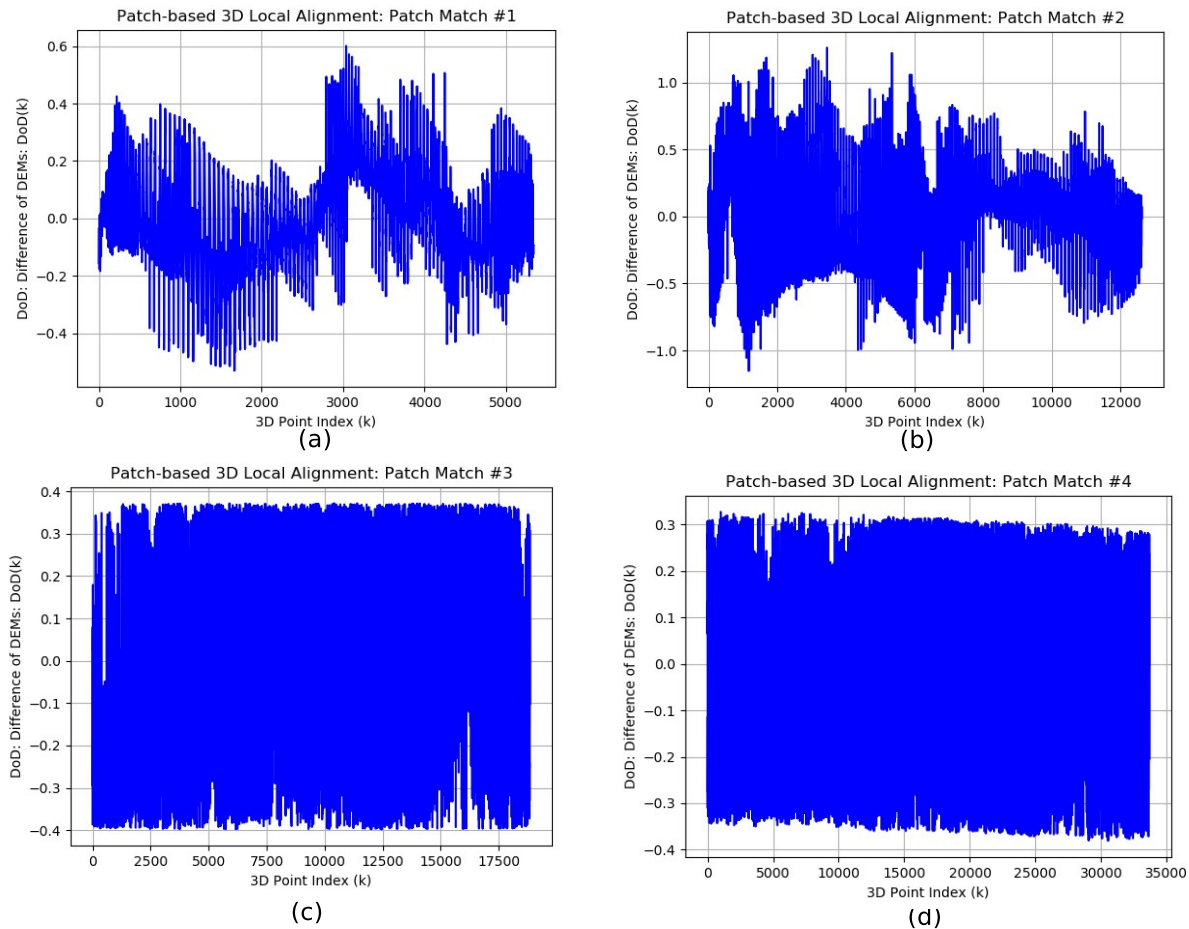 Patch-based 3D Local Alignment: Patch Match #1
DoD: Difference of DEMs: DoD(k)
0.6
0.4
0.2
0.0
−0.2
−0.4
0 1000 2000 3000 4000 5000
3D Point Index (k)
(a)
Patch-based 3D Local Alignment: Patch Match #2
DoD: Difference of DEMs: DoD(k)
1.0
0.5
0.0
−0.5
−1.0
0 2000 4000 6000 8000 10000 12000
3D Point Index (k)
(b)
Patch-based 3D Local Alignment: Patch Match #3
DoD: Difference of DEMs: DoD(k)
0.4
0.3
0.2
0.1
0.0
−0.1
−0.2
−0.3
−0.4
0 2500 5000 7500 10000 12500 15000 17500
3D Point Index (k)
(c)
Patch-based 3D Local Alignment: Patch Match #4
DoD: Difference of DEMs: DoD(k)
0.3
0.2
0.1
0.0
−0.1
−0.2
−0.3
−0.4
0 5000 10000 15000 20000 25000 30000 35000
3D Point Index (k)
(d)